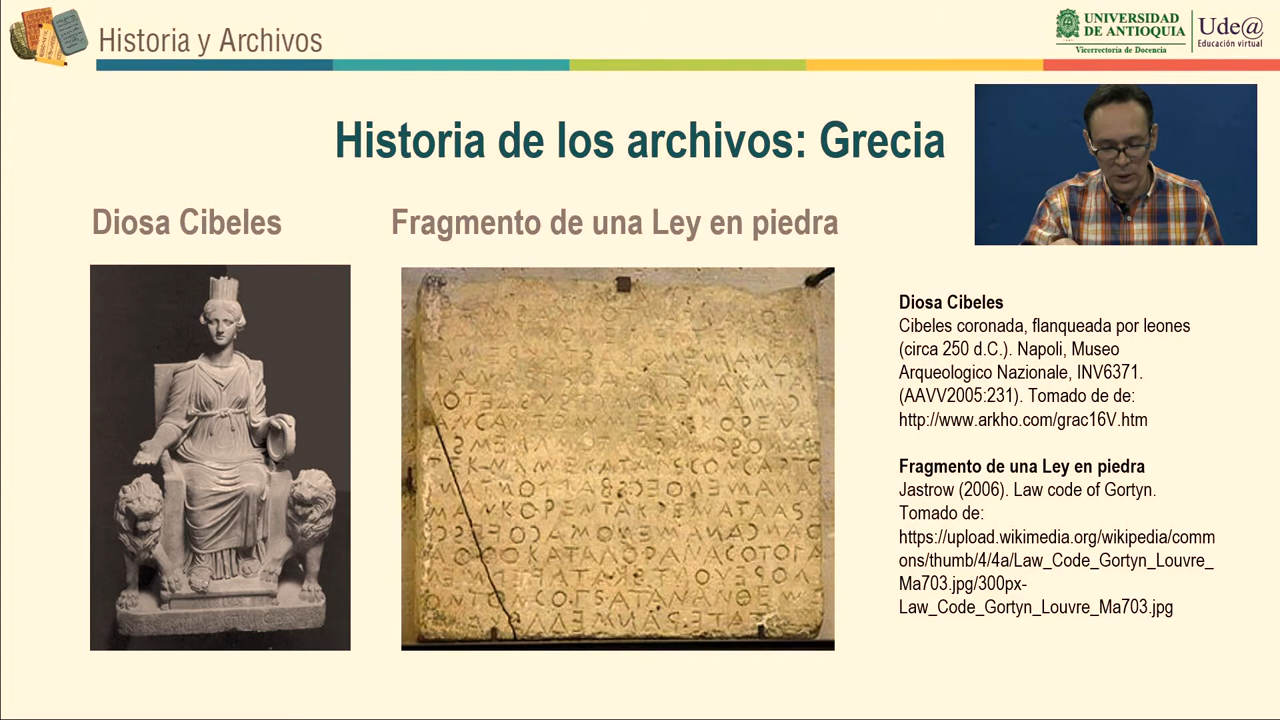 Historia y Archivos
UNIVERSIDAD
DE ANTIOQUIA
Vicerrectoría de Docencia
Ude@
Educación virtual
Historia de los archivos: Grecia
Diosa Cibeles
Fragmento de una Ley en piedra
Diosa Cibeles
Cibeles coronada, flanqueada por leones
(circa 250 d.C.). Napoli, Museo
Arqueologico Nazionale, INV6371.
(AAVV2005:231). Tomado de de:
http://www.arkho.com/grac16V.htm
Fragmento de una Ley en piedra
Jastrow (2006). Law code of Gortyn.
Tomado de:
https://upload.wikimedia.org/wikipedia/comm
ons/thumb/4/4a/Law_Code_Gortyn_Louvre_
Ma703.jpg/300px-
Law_Code_Gortyn_Louvre_Ma703.jpg